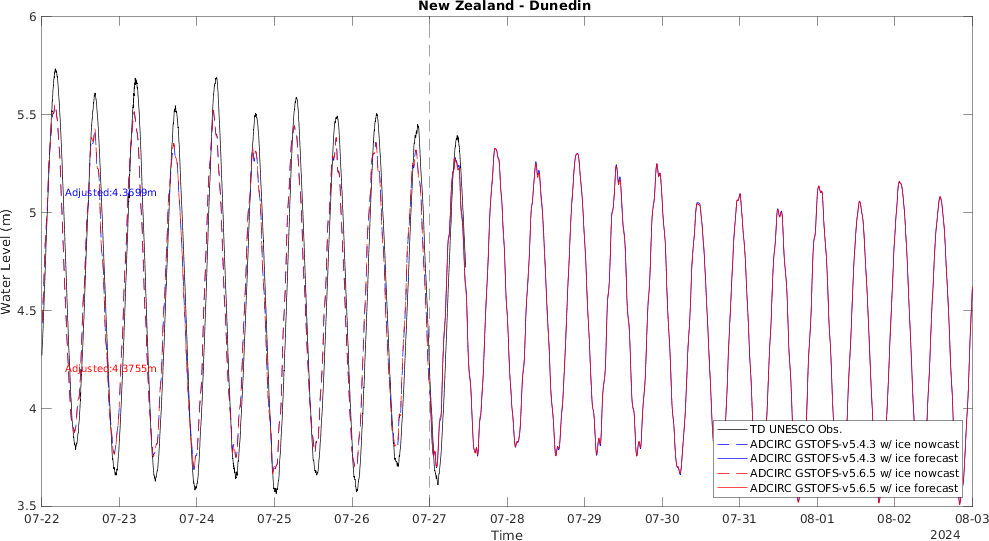 New Zealand - Dunedin
6
5.5
5
4.5
4
3.5
Water Level (m)
Adjusted:4.3599m
Adjusted:4.3755m
TD UNESCO Obs.
ADCIRC GSTOFS-v5.4.3 w/ ice nowcast
ADCIRC GSTOFS-v5.4.3 w/ ice forecast
ADCIRC GSTOFS-v5.6.5 w/ ice nowcast
ADCIRC GSTOFS-v5.6.5 w/ ice forecast
07-22 07-23 07-24 07-25 07-26 07-27 07-28 07-29 07-30 07-31 08-01 08-02 08-03
Time
2024